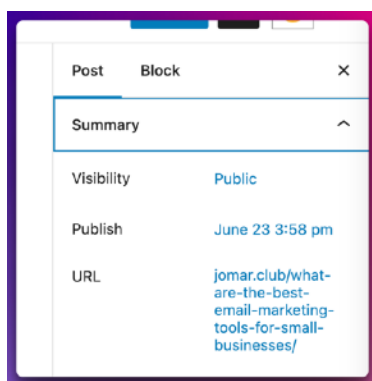 Post Block
Summary
Visibility Public
Publish June 23 3:58 pm
URL jomar.club/what-
are-the-best-
email-marketing-
tools-for-small-
businesses/